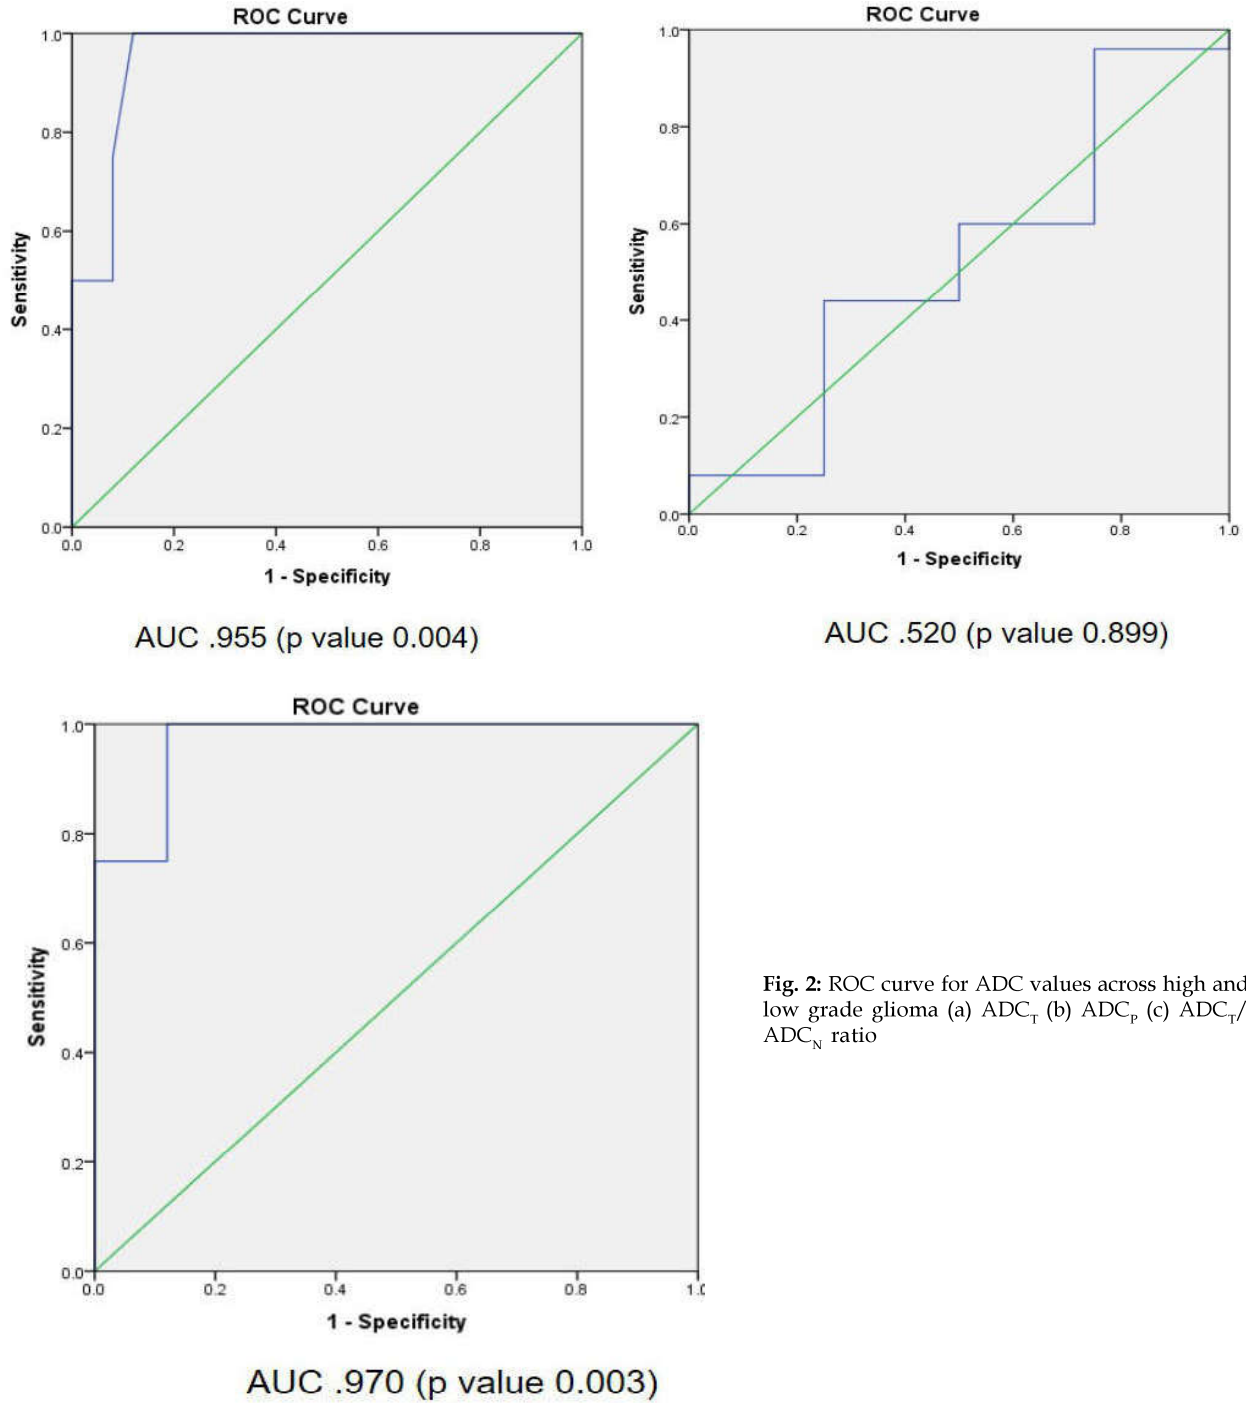 ROC Curve
1.0
0.8
0.6
0.4
0.2
0.0
Sensitivity
0.0 0.2 0.4 0.6 0.8 1.0
1 - Specificity
AUC .955 (p value 0.004)
ROC Curve
1.0
0.8
0.6
0.4
0.2
0.0
Sensitivity
0.0 0.2 0.4 0.6 0.8 1.0
1 - Specificity
AUC .520 (p value 0.899)
ROC Curve
1.0
0.8
0.6
0.4
0.2
0.0
Sensitivity
0.0 0.2 0.4 0.6 0.8 1.0
1 - Specificity
AUC .970 (p value 0.003)
Fig. 2: ROC curve for ADC values across high and
low grade glioma (a) ADC_T (b) ADC_P (c) ADC_T/
ADC_N ratio